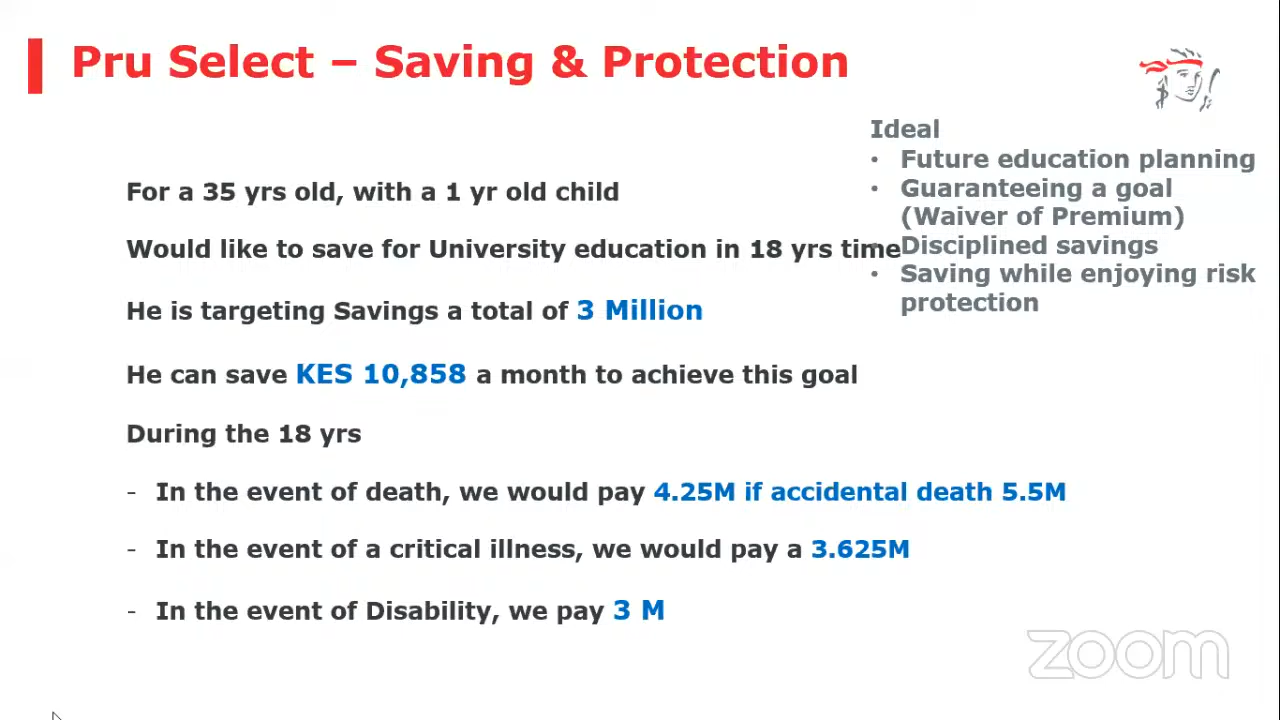 Pru Select – Saving & Protection
Ideal
• Future education planning
• Guaranteeing a goal
(Waiver of Premium)
• Disciplined savings
• Saving while enjoying risk
protection
For a 35 yrs old, with a 1 yr old child
Would like to save for University education in 18 yrs time
He is targeting Savings a total of 3 Million
He can save KES 10,858 a month to achieve this goal
During the 18 yrs
- In the event of death, we would pay 4.25M if accidental death 5.5M
- In the event of a critical illness, we would pay a 3.625M
- In the event of Disability, we pay 3 M
zoom